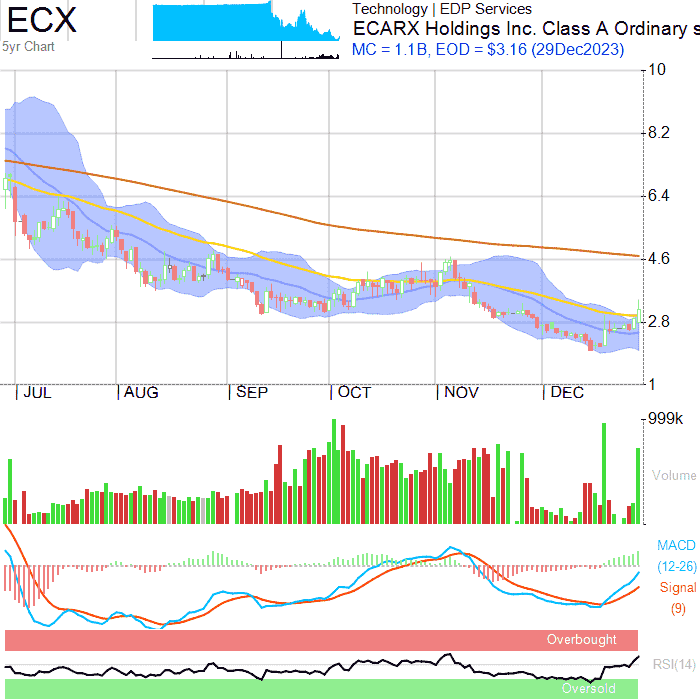 ECX
5yr Chart
Technology | EDP Services
ECARX Holdings Inc. Class A Ordinary s
MC = 1.1B, EOD = $3.16 (29Dec2023)
10
8.2
6.4
4.6
2.8
1
JUL AUG SEP OCT NOV DEC
999k
Volume
MACD
(12-26)
Signal
(9)
Overbought
RSI(14)
Oversold